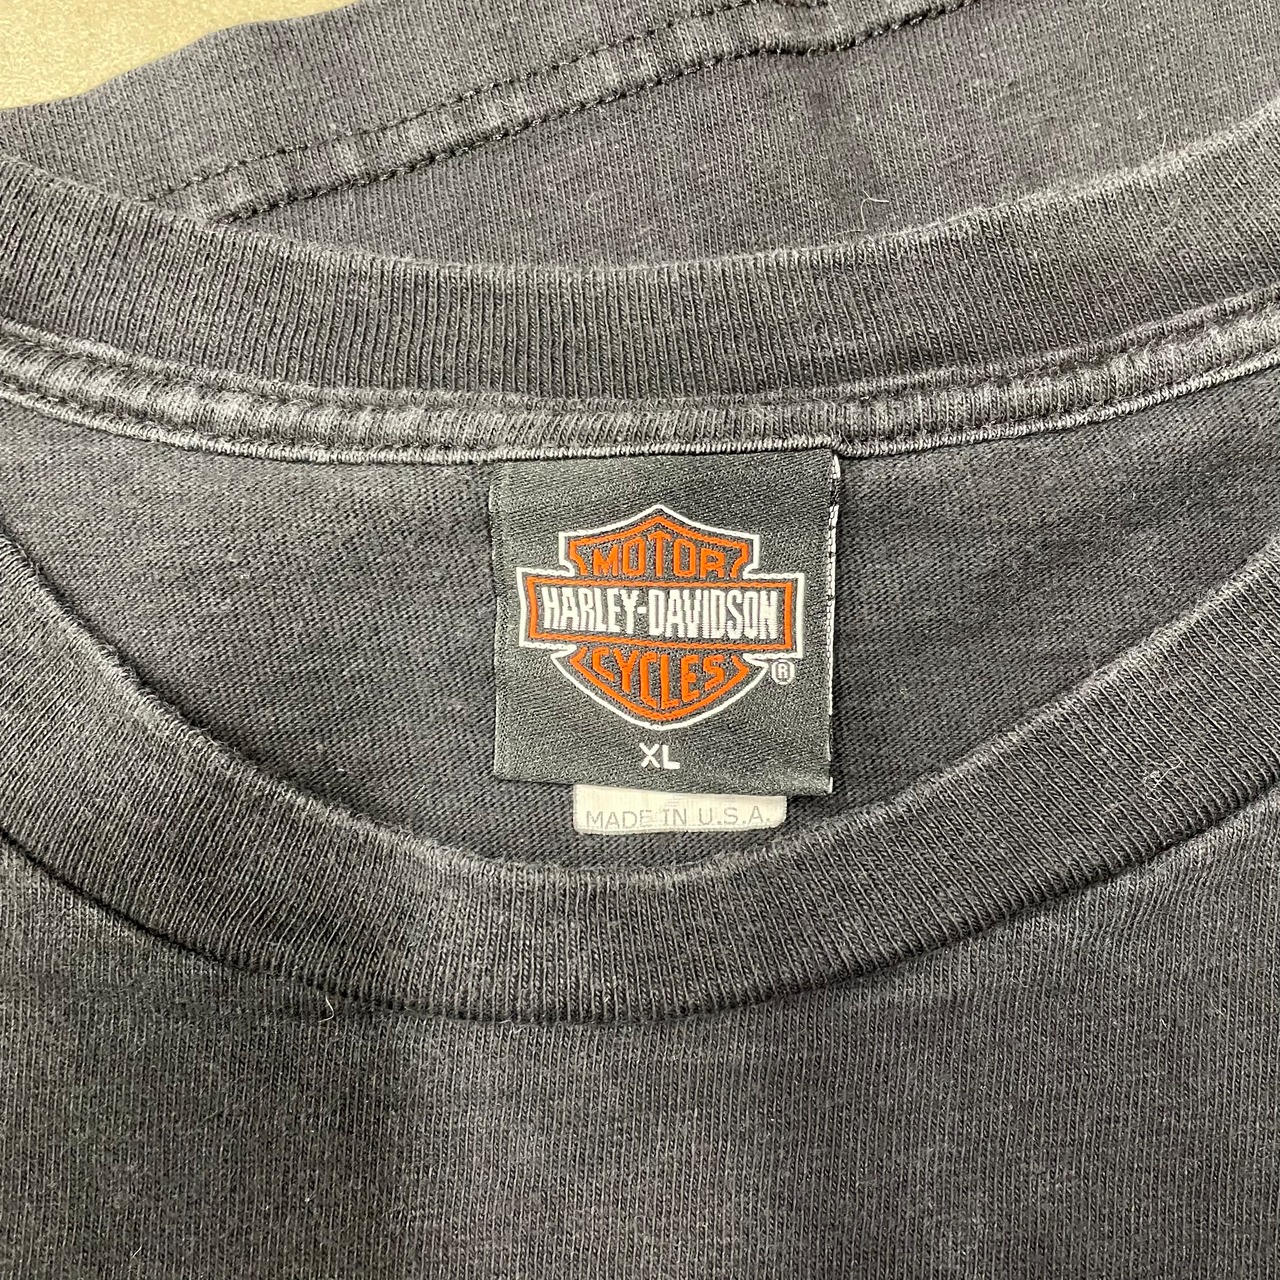 MOTOR
HARLEY-DAVIDSON
CYCLES
®
XL
MADE IN U.S.A.